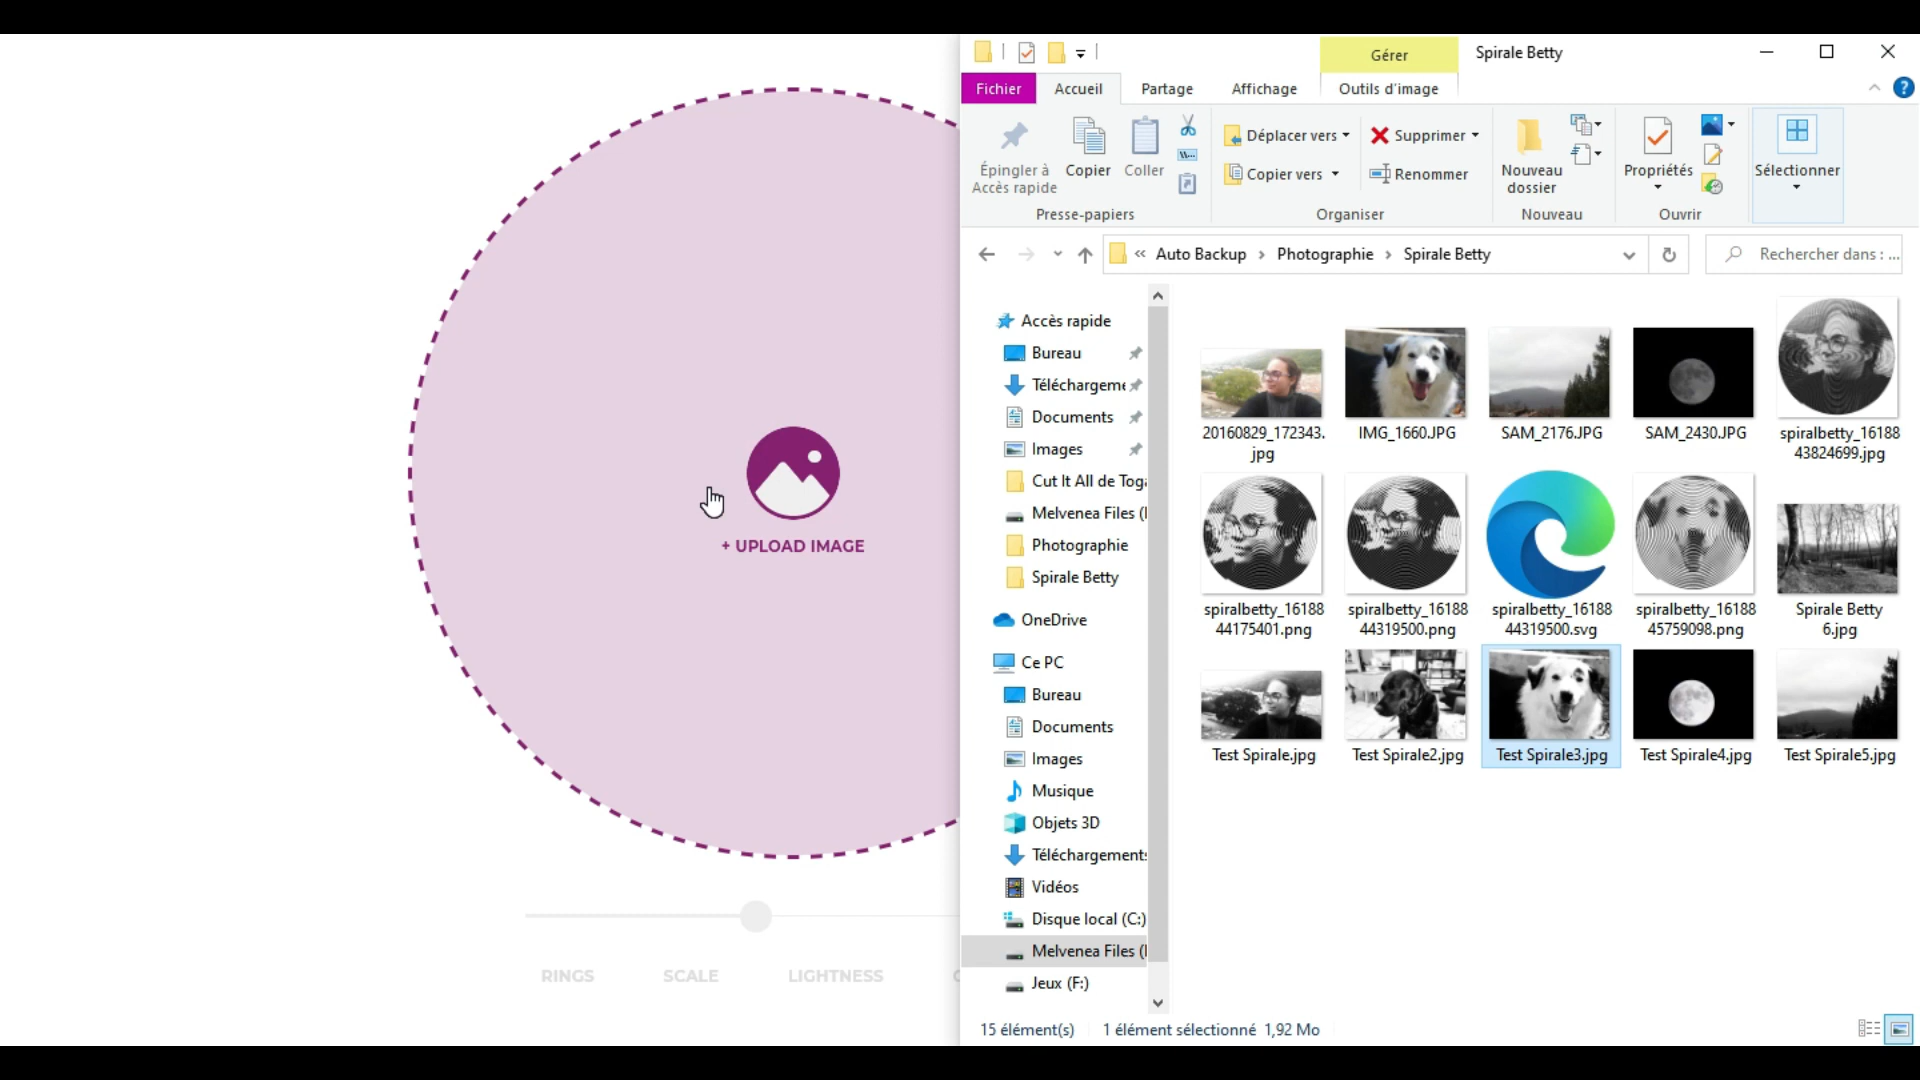 + UPLOAD IMAGE
RINGS
SCALE
LIGHTNESS
Gérer
Spirale Betty
Fichier
Accueil
Partage
Affichage
Outils d'image
Épingler à
Accès rapide
Copier
Coller
Déplacer vers
Copier vers
Supprimer
Renommer
Nouveau
dossier
Propriétés
Sélectionner
Presse-papiers
Organiser
Nouveau
Ouvrir
« Auto Backup › Photographie › Spirale Betty
Rechercher dans : ...
Accès rapide
Bureau
Téléchargeme
Documents
Images
Cut It All de Tog
Melvenea Files (
Photographie
Spirale Betty
OneDrive
Ce PC
Bureau
Documents
Images
Musique
Objets 3D
Téléchargements
Vidéos
Disque local (C:)
Melvenea Files (
Jeux (F:)
20160829_172343.
jpg
IMG_1660.JPG
SAM_2176.JPG
SAM_2430.JPG
spiralbetty_16188
43824699.jpg
spiralbetty_16188
44175401.png
spiralbetty_16188
44319500.png
spiralbetty_16188
44319500.svg
spiralbetty_16188
45759098.png
Spirale Betty
6.jpg
Test Spirale.jpg
Test Spirale2.jpg
Test Spirale3.jpg
Test Spirale4.jpg
Test Spirale5.jpg
15 élément(s)
1 élément sélectionné 1,92 Mo